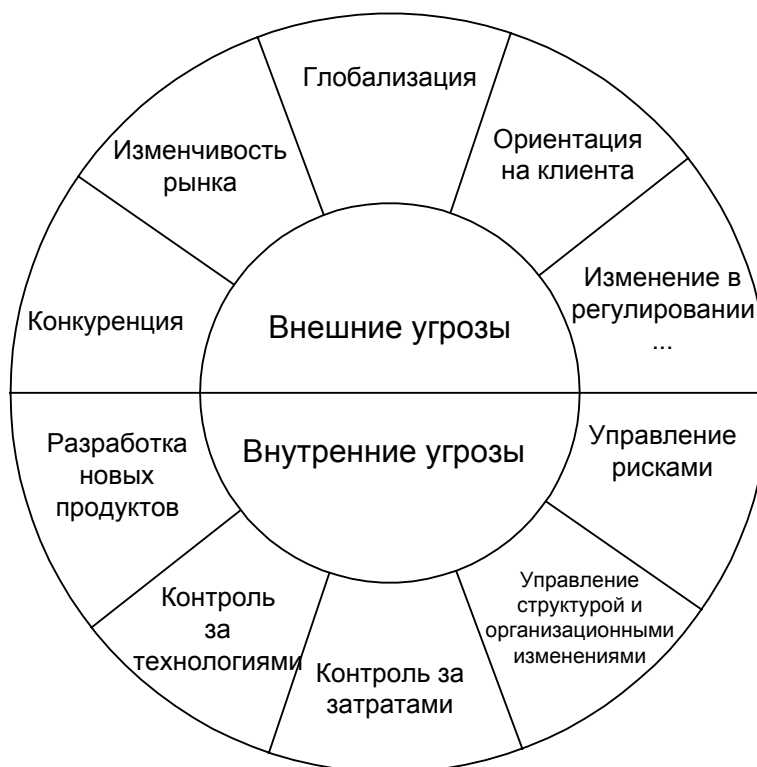 Глобализация
Изменчивость
рынка
Ориентация
на клиента
Конкуренция
Внешние угрозы
Изменение в
регулировании
...
Разработка
новых
продуктов
Внутренние угрозы
Управление
рисками
Контроль
за
технологиями
Контроль за
затратами
Управление
структурой и
организационными
изменениями